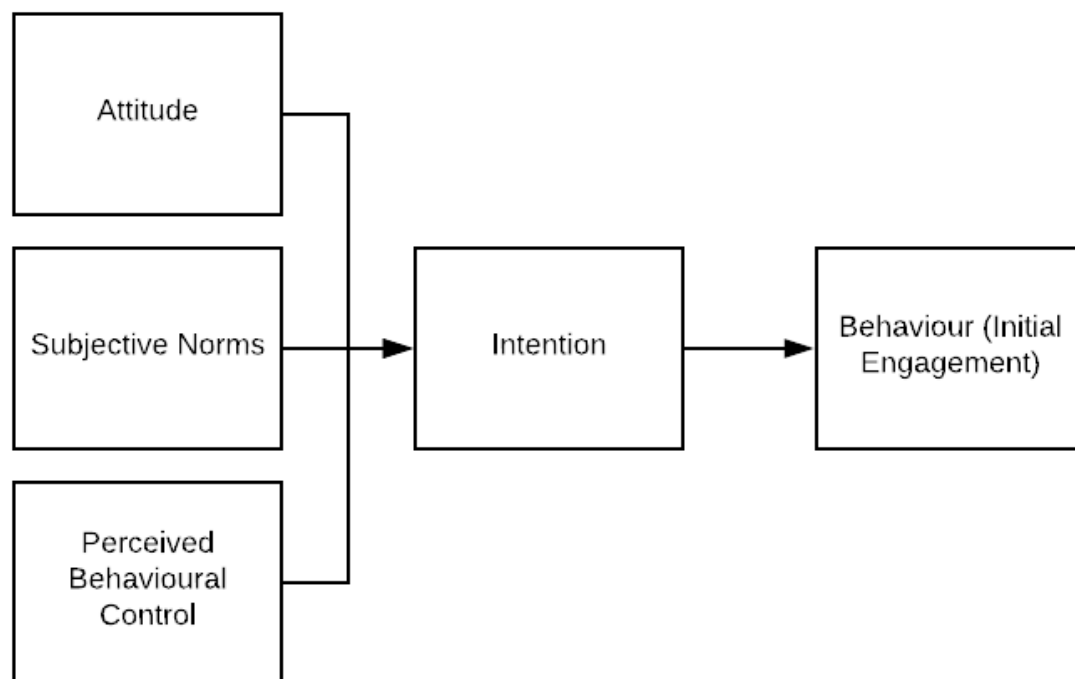 Attitude
Subjective Norms
Intention
Behaviour (Initial
Engagement)
Perceived
Behavioural
Control